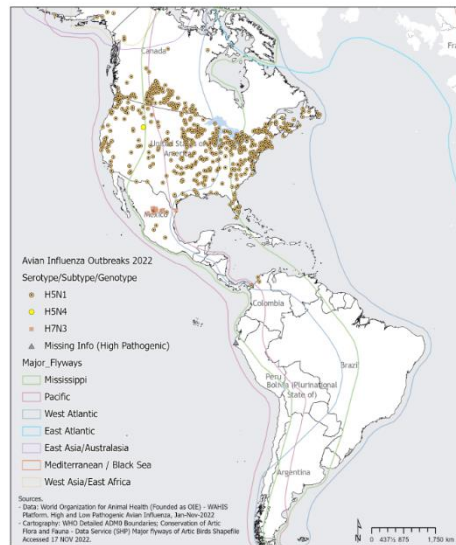 Canada
Fra
United States of
America
Mexico
Avian Influenza Outbreaks 2022
Serotype/Subtype/Genotype
H5N1
H5N4
H7N3
Missing Info (High Pathogenic)
Major_Flyways
Mississippi
Pacific
West Atlantic
East Atlantic
East Asia/Australasia
Mediterranean / Black Sea
West Asia/East Africa
Colombia
Brazil
Peru
Bolivia (Plurinational
State of)
Argentina
Sources.
- Data: World Organization for Animal Health (Founded as OIE) - WAHIS
Platform. High and Low Pathogenic Avian Influenza, Jan-Nov-2022
- Cartography: WHO Detailed ADM0 Boundaries; Conservation of Artic
Flora and Fauna - Data Service (SHP) Major flyways of Artic Birds Shapefile
Accessed 17 NOV 2022.
N
0 437½ 875 1,750 km